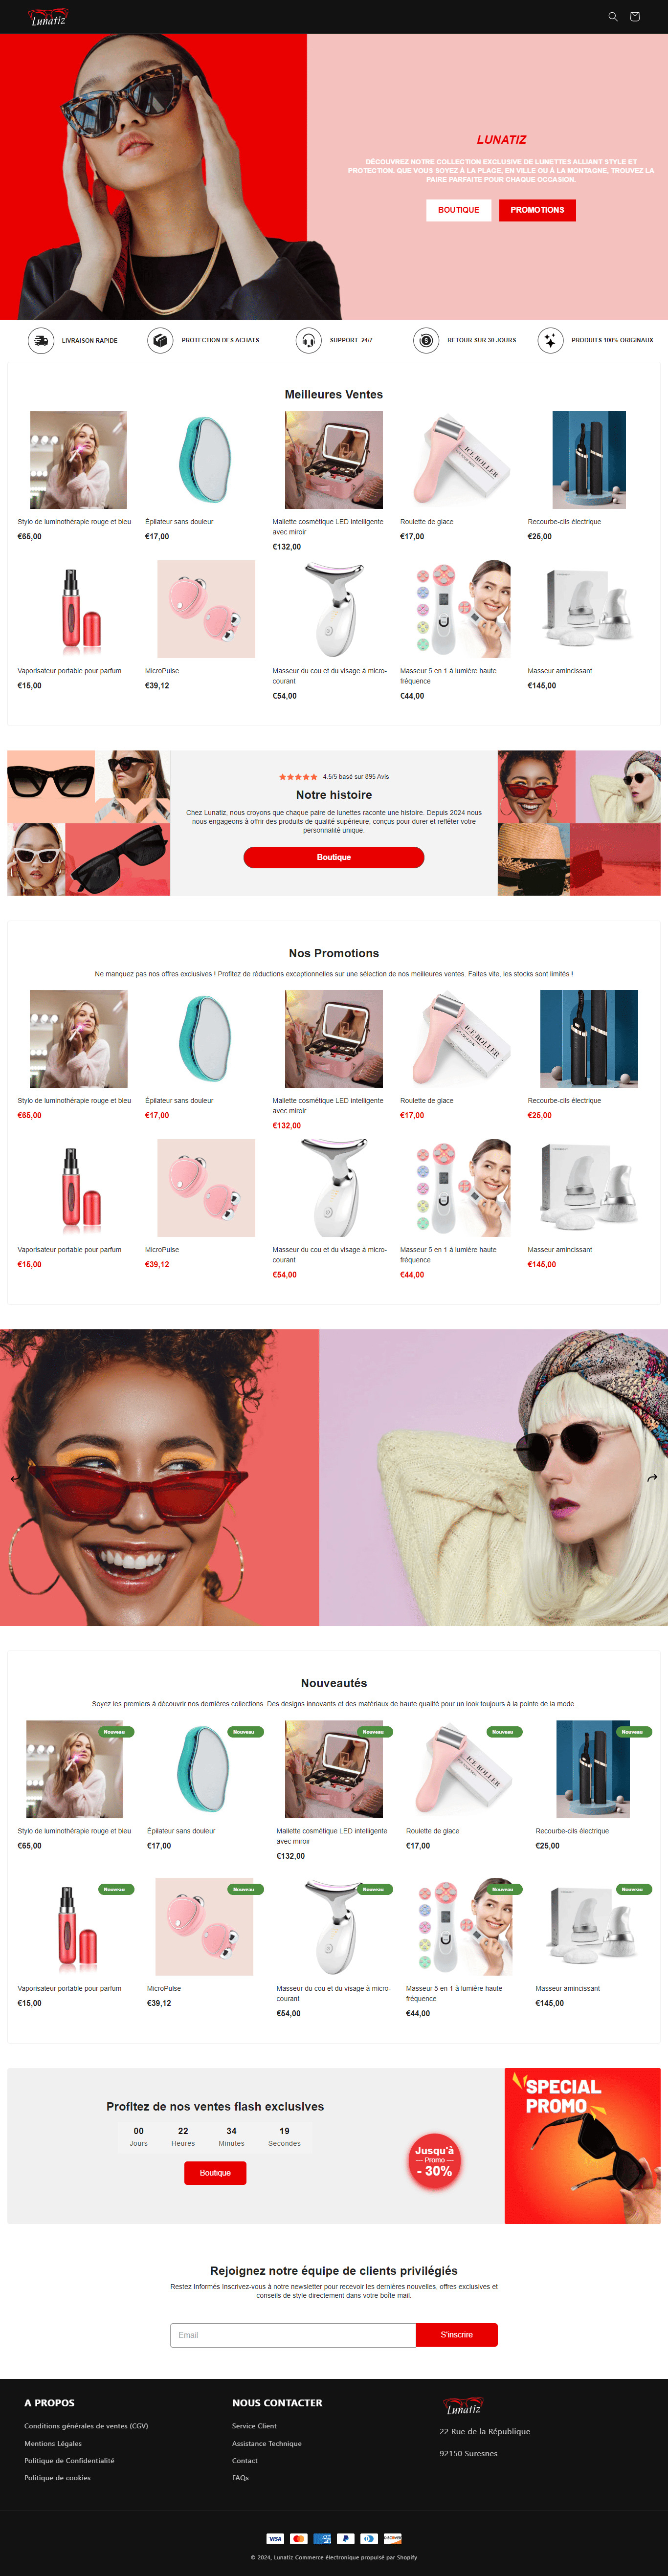 Lunatiz
LUNATIZ
DÉCOUVREZ NOTRE COLLECTION EXCLUSIVE DE LUNETTES ALLIANT STYLE ET
PROTECTION. QUE VOUS SOYEZ À LA PLAGE, EN VILLE OU À LA MONTAGNE, TROUVEZ LA
PAIRE PARFAITE POUR CHAQUE OCCASION.
BOUTIQUE PROMOTIONS
LIVRAISON RAPIDE PROTECTION DES ACHATS SUPPORT 24/7 RETOUR SUR 30 JOURS PRODUITS 100% ORIGINAUX
Meilleures Ventes
ICE ROLLER
Stylo de luminothérapie rouge et bleu
€65,00
Épilateur sans douleur
€17,00
Mallette cosmétique LED intelligente
avec miroir
€132,00
Roulette de glace
€17,00
Recourbe-cils électrique
€25,00
Vaporisateur portable pour parfum
€15,00
MicroPulse
€39,12
Masseur du cou et du visage à micro-
courant
€54,00
Masseur 5 en 1 à lumière haute
fréquence
€44,00
Masseur amincissant
€145,00
4.5/5 basé sur 895 Avis
Notre histoire
Chez Lunatiz, nous croyons que chaque paire de lunettes raconte une histoire. Depuis 2024 nous
nous engageons à offrir des produits de qualité supérieure, conçus pour durer et refléter votre
personnalité unique.
Boutique
Nos Promotions
Ne manquez pas nos offres exclusives ! Profitez de réductions exceptionnelles sur une sélection de nos meilleures ventes. Faites vite, les stocks sont limités !
ICE ROLLER
Stylo de luminothérapie rouge et bleu
€65,00
Épilateur sans douleur
€17,00
Mallette cosmétique LED intelligente
avec miroir
€132,00
Roulette de glace
€17,00
Recourbe-cils électrique
€25,00
Vaporisateur portable pour parfum
€15,00
MicroPulse
€39,12
Masseur du cou et du visage à micro-
courant
€54,00
Masseur 5 en 1 à lumière haute
fréquence
€44,00
Masseur amincissant
€145,00
Nouveautés
Soyez les premiers à découvrir nos dernières collections. Des designs innovants et des matériaux de haute qualité pour un look toujours à la pointe de la mode.
Nouveau Nouveau Nouveau Nouveau Nouveau
ICE ROLLER
Stylo de luminothérapie rouge et bleu
€65,00
Épilateur sans douleur
€17,00
Mallette cosmétique LED intelligente
avec miroir
€132,00
Roulette de glace
€17,00
Recourbe-cils électrique
€25,00
Nouveau Nouveau Nouveau Nouveau Nouveau
Vaporisateur portable pour parfum
€15,00
MicroPulse
€39,12
Masseur du cou et du visage à micro-
courant
€54,00
Masseur 5 en 1 à lumière haute
fréquence
€44,00
Masseur amincissant
€145,00
Profitez de nos ventes flash exclusives
00 22 34 19
Jours Heures Minutes Secondes
Boutique
Jusqu'à
— Promo —
- 30%
SPECIAL
PROMO
Rejoignez notre équipe de clients privilégiés
Restez Informés Inscrivez-vous à notre newsletter pour recevoir les dernières nouvelles, offres exclusives et
conseils de style directement dans votre boîte mail.
Email S'inscrire
A PROPOS
Conditions générales de ventes (CGV)
Mentions Légales
Politique de Confidentialité
Politique de cookies
NOUS CONTACTER
Service Client
Assistance Technique
Contact
FAQs
Lunatiz
22 Rue de la République
92150 Suresnes
VISA DISCOVER
© 2024, Lunatiz Commerce électronique propulsé par Shopify